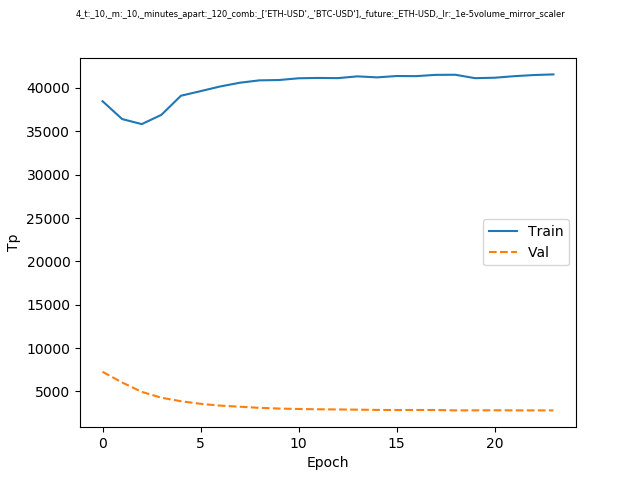 4_t:_10,_m:_10,_minutes_apart:_120_comb:_['ETH-USD',_'BTC-USD'],_future:_ETH-USD,_lr:_1e-5volume_mirror_scaler
40000
35000
30000
25000
20000
15000
10000
5000
Tp
Train
Val
0 5 10 15 20
Epoch